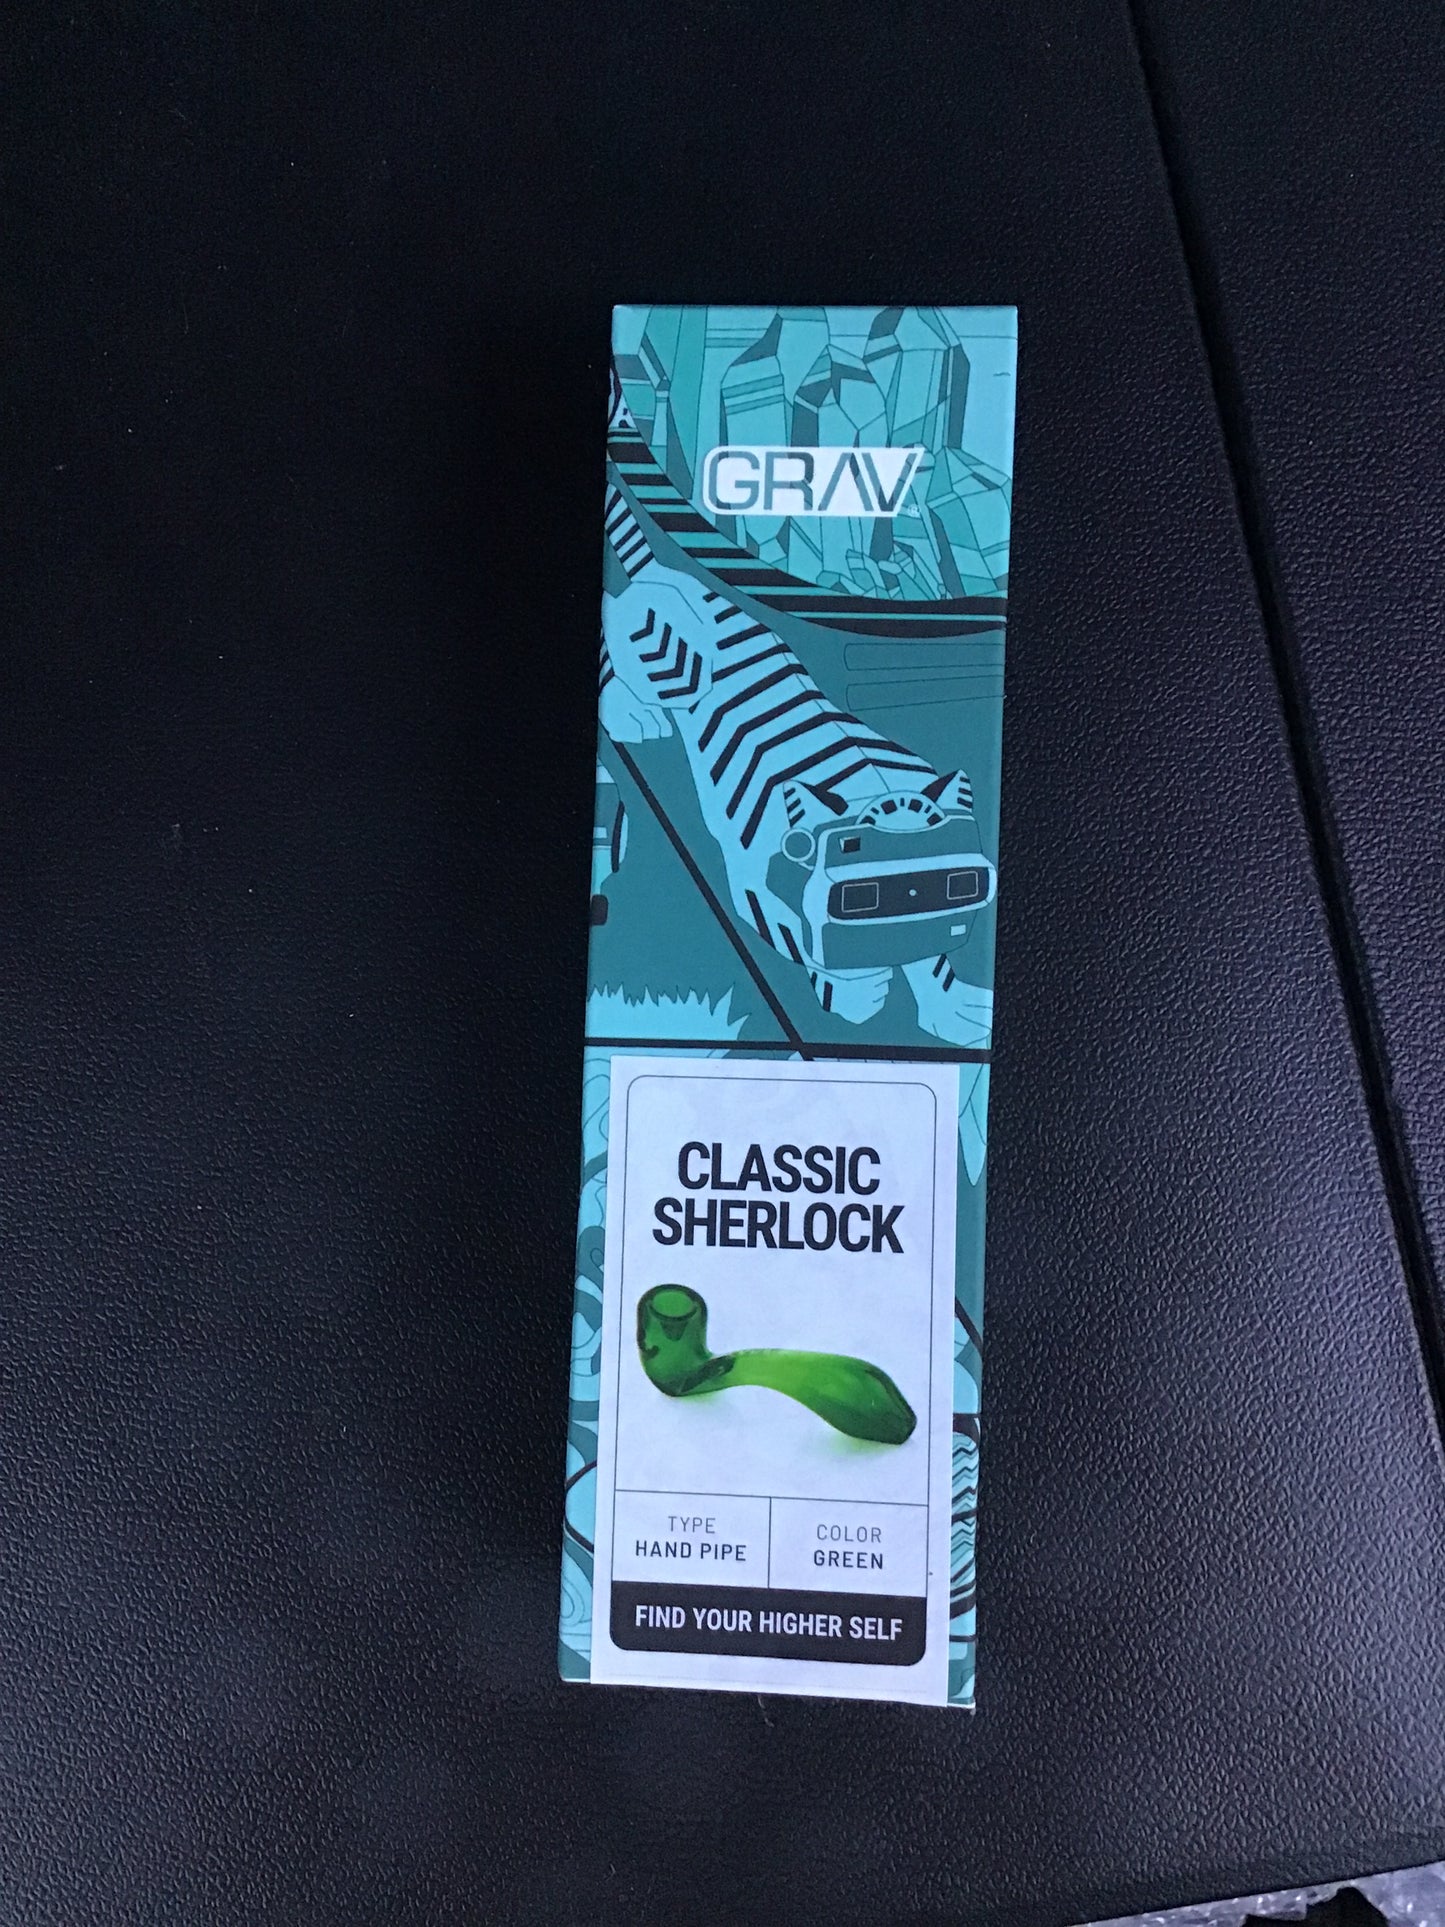 GRAV®
CLASSIC
SHERLOCK
TYPE
HAND PIPE
COLOR
GREEN
FIND YOUR HIGHER SELF